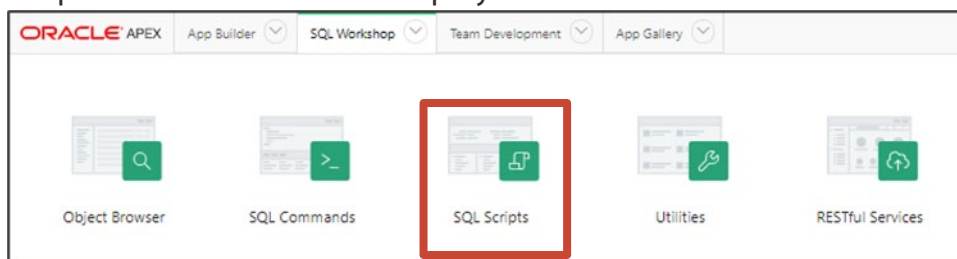 ORACLE APEX App Builder SQL Workshop Team Development App Gallery
>_
Object Browser SQL Commands SQL Scripts Utilities RESTful Services